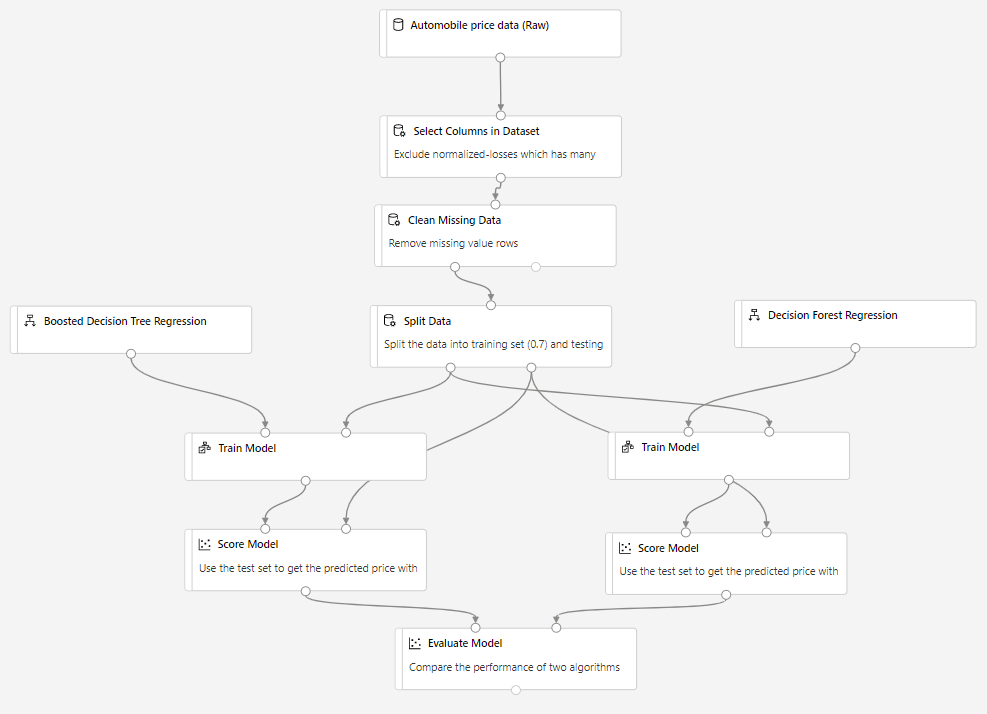 Automobile price data (Raw)
Select Columns in Dataset
Exclude normalized-losses which has many
Clean Missing Data
Remove missing value rows
Boosted Decision Tree Regression
Split Data
Split the data into training set (0.7) and testing
Decision Forest Regression
Train Model
Train Model
Score Model
Use the test set to get the predicted price with
Score Model
Use the test set to get the predicted price with
Evaluate Model
Compare the performance of two algorithms